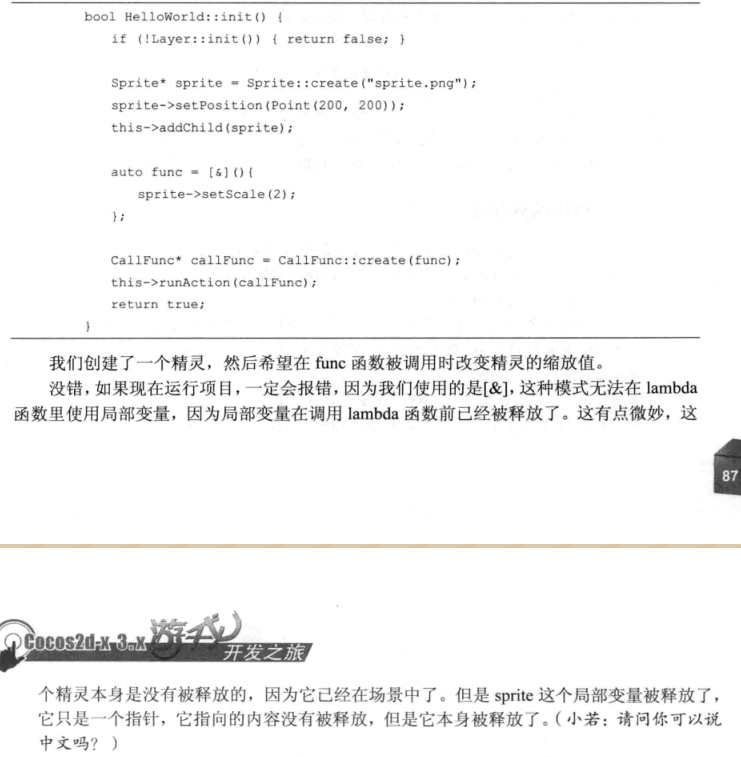 bool HelloWorld::init() {
if (!Layer::init()) { return false; }
Sprite* sprite = Sprite::create("sprite.png");
sprite->setPosition(Point(200, 200));
this->addChild(sprite);
auto func = [&](){
sprite->setScale(2);
};
CallFunc* callFunc = CallFunc::create(func);
this->runAction(callFunc);
return true;
}
我们创建了一个精灵，然后希望在 func 函数被调用时改变精灵的缩放值。
没错，如果现在运行项目，一定会报错，因为我们使用的是[&]，这种模式无法在 lambda
函数里使用局部变量，因为局部变量在调用 lambda 函数前已经被释放了。这有点微妙，这
87
Cocos2d-x 3.x 游戏
开发之旅
个精灵本身是没有被释放的，因为它已经在场景中了。但是 sprite 这个局部变量被释放了，
它只是一个指针，它指向的内容没有被释放，但是它本身被释放了。（小若：请问你可以说
中文吗？）